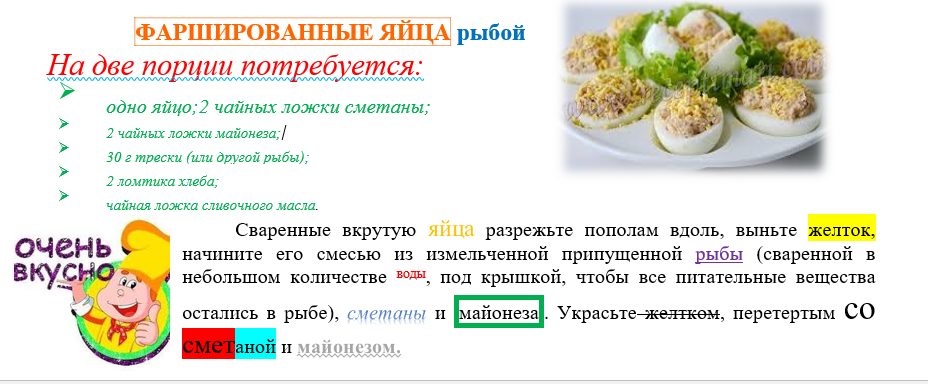 ФАРШИРОВАННЫЕ ЯЙЦА рыбой
На две порции потребуется:
одно яйцо;2 чайных ложки сметаны;
2 чайных ложки майонеза;
30 г трески (или другой рыбы);
2 ломтика хлеба;
чайная ложка сливочного масла.
очень
вкусно
Сваренные вкрутую яйца разрежьте пополам вдоль, выньте желток,
начините его смесью из измельченной припущенной рыбы (сваренной в
небольшом количестве воды, под крышкой, чтобы все питательные вещества
остались в рыбе), сметаны и майонеза. Украсьте желтком, перетертым со
сметаной и майонезом.